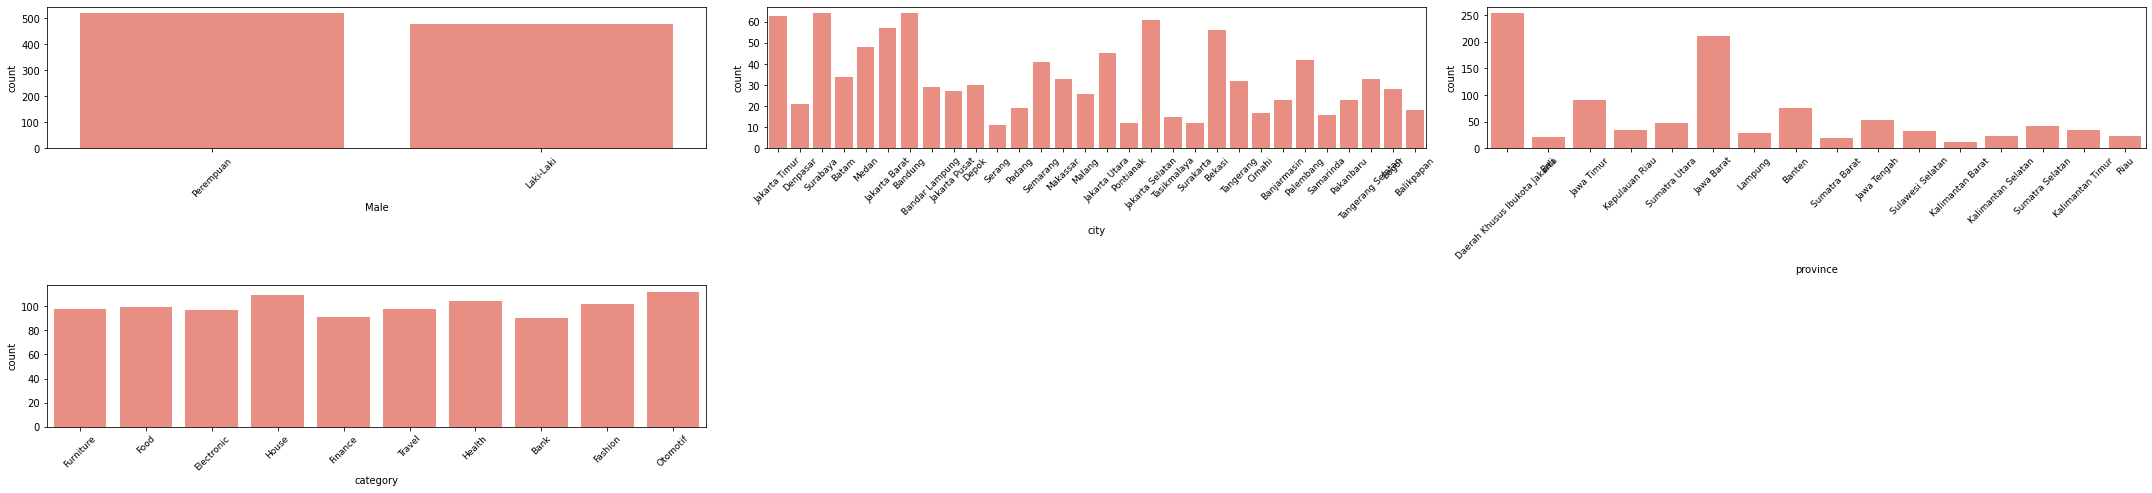 count
500
400
300
200
100
0
Perempuan
Laki-Laki
Male
count
60
50
40
30
20
10
0
Jakarta Timur
Denpasar
Surabaya
Batam
Medan
Jakarta Barat
Bandung
Bandar Lampung
Jakarta Pusat
Depok
Serang
Padang
Semarang
Makassar
Malang
Jakarta Utara
Pontianak
Jakarta Selatan
Tasikmalaya
Surakarta
Bekasi
Tangerang
Cimahi
Banjarmasin
Palembang
Samarinda
Pakanbaru
Tangerang Selatan
Bogor
Balikpapan
city
count
250
200
150
100
50
0
Daerah Khusus Ibukota Jakarta
Bali
Jawa Timur
Kepulauan Riau
Sumatra Utara
Jawa Barat
Lampung
Banten
Sumatra Barat
Jawa Tengah
Sulawesi Selatan
Kalimantan Barat
Kalimantan Selatan
Sumatra Selatan
Kalimantan Timur
Riau
province
count
100
80
60
40
20
0
Furniture
Food
Electronic
House
Finance
Travel
Health
Bank
Fashion
Otomotif
category